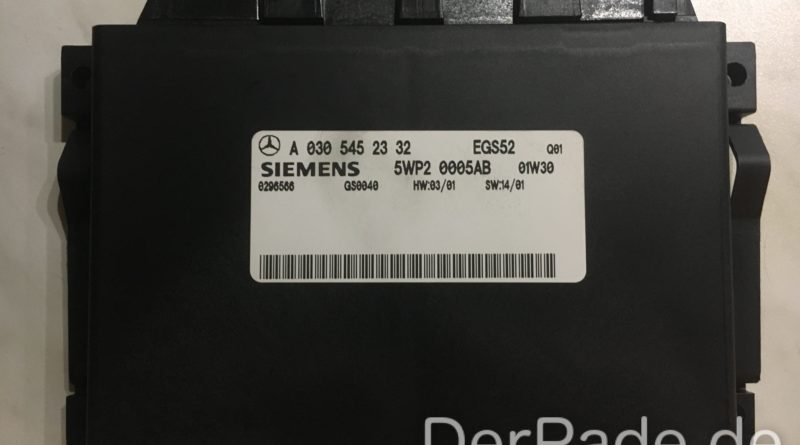 A 030 545 23 32 EGS52 Q01
SIEMENS 5WP2 0005AB 01W30
0296566 GS0040 HW:03/01 SW:14/01
DerPade.de